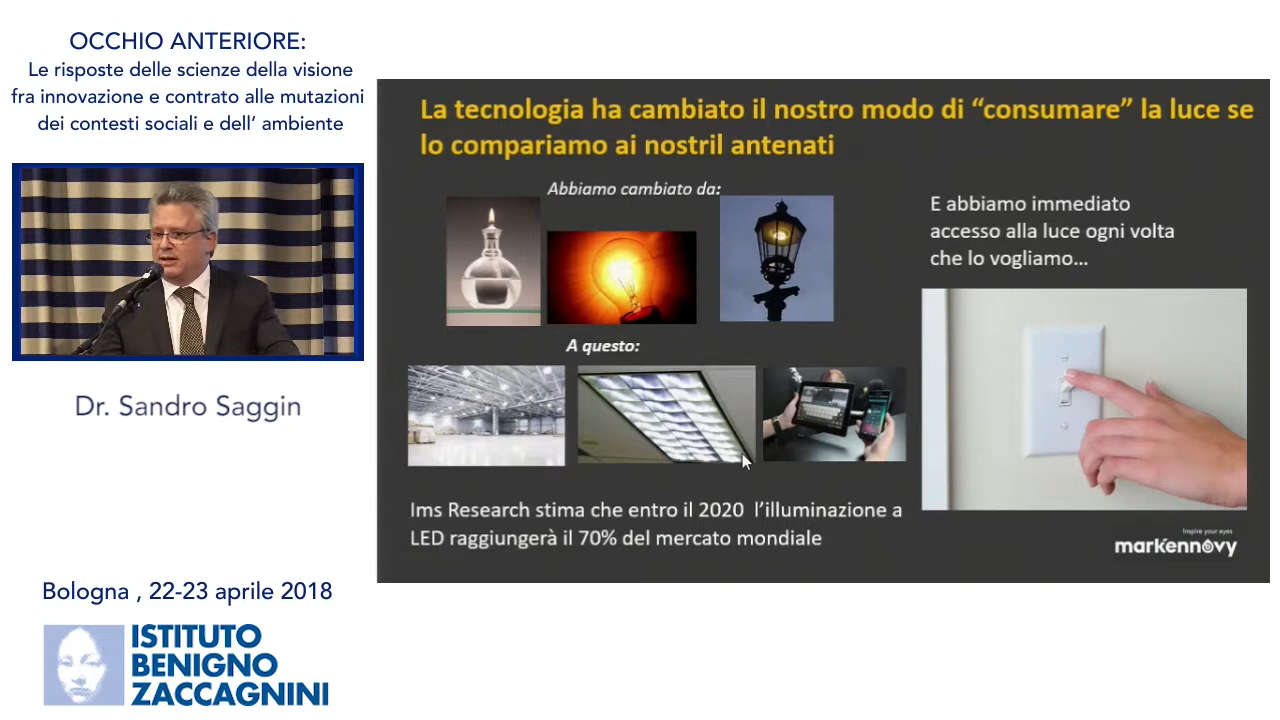 OCCHIO ANTERIORE:
Le risposte delle scienze della visione
fra innovazione e contrato alle mutazioni
dei contesti sociali e dell’ ambiente
Dr. Sandro Saggin
Bologna , 22-23 aprile 2018
ISTITUTO
BENIGNO
ZACCAGNINI
La tecnologia ha cambiato il nostro modo di “consumare” la luce se
lo compariamo ai nostril antenati
Abbiamo cambiato da:
A questo:
E abbiamo immediato
accesso alla luce ogni volta
che lo vogliamo…
Ims Research stima che entro il 2020 l’illuminazione a
LED raggiungerà il 70% del mercato mondiale
Inspire your eyes
mark'ennovy